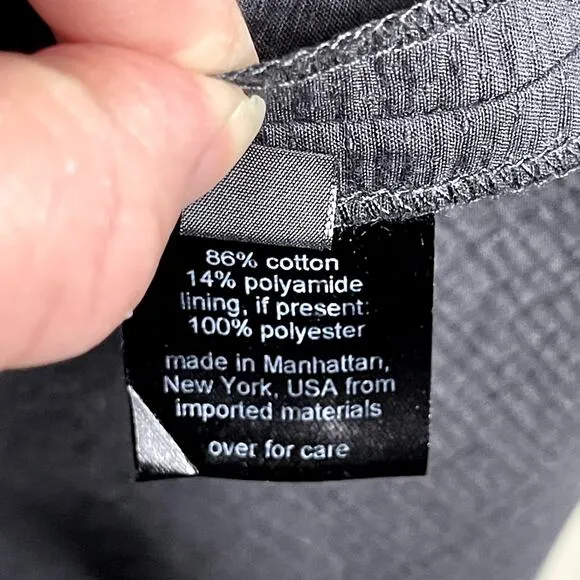 86% cotton
14% polyamide
lining, if present:
100% polyester
made in Manhattan,
New York, USA from
imported materials
over for care